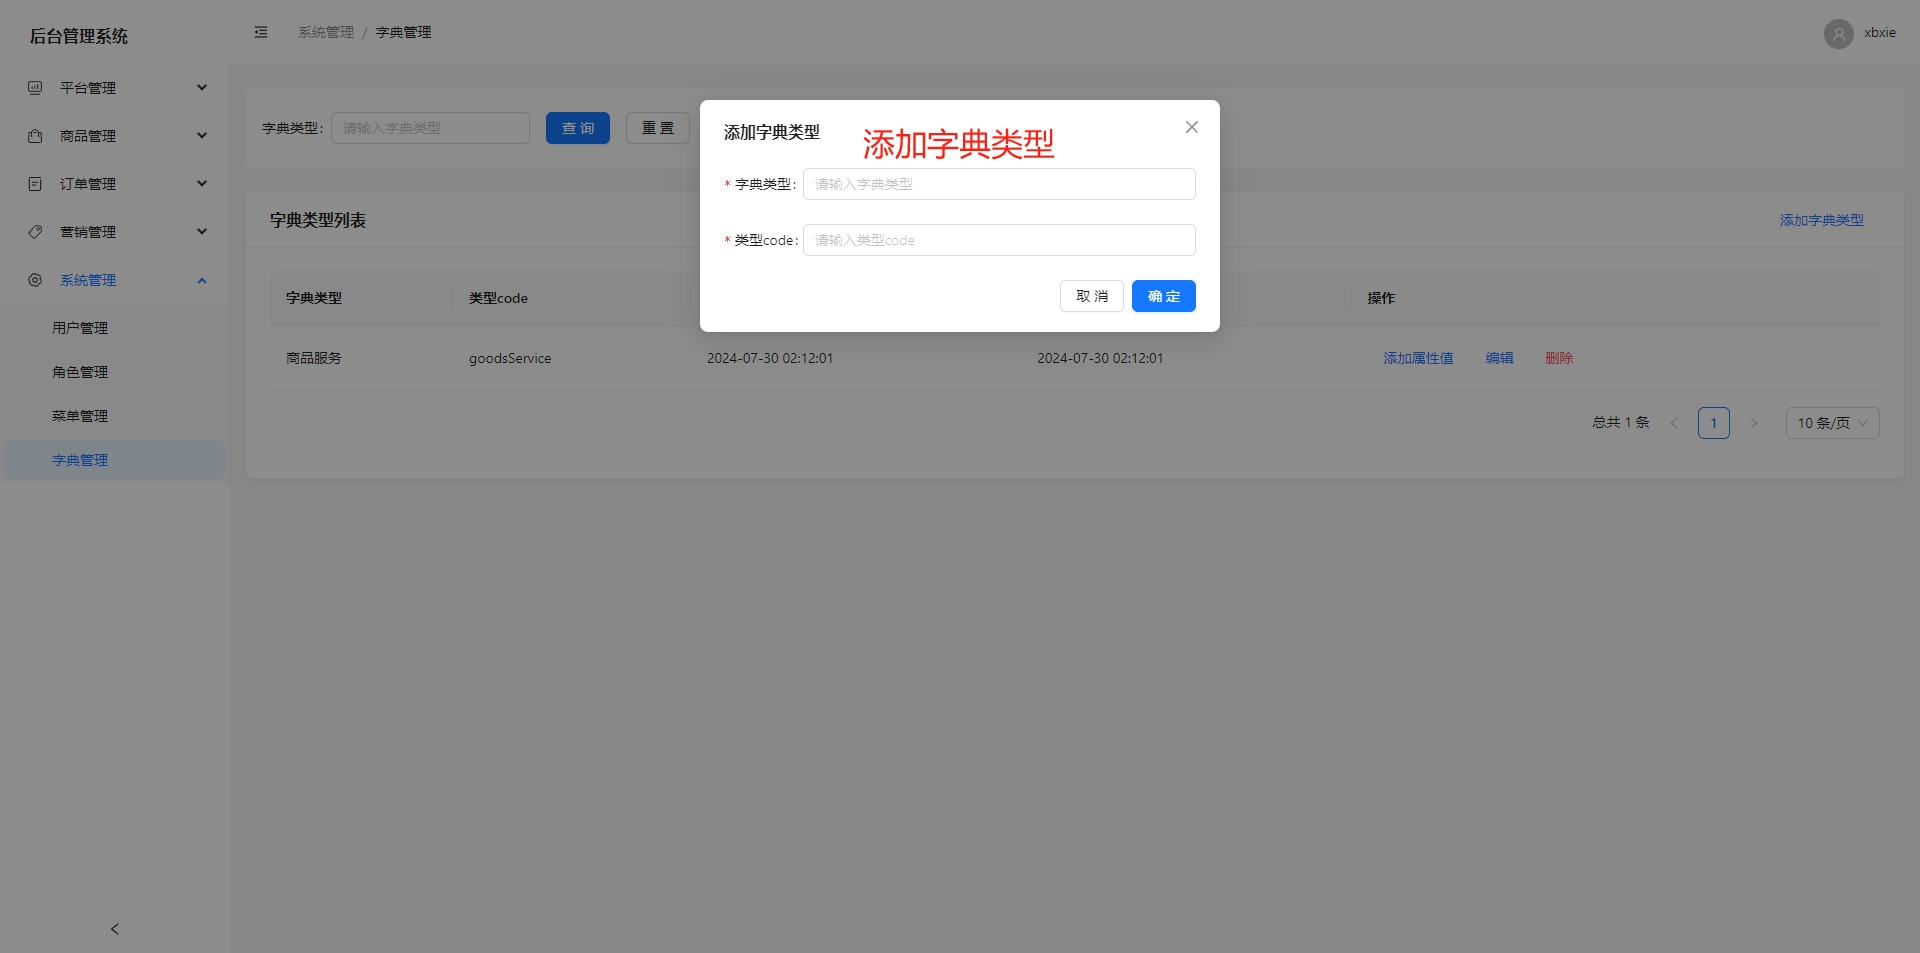 后台管理系统
系统管理 / 字典管理
xbxie
平台管理
商品管理
订单管理
营销管理
系统管理
用户管理
角色管理
菜单管理
字典管理
字典类型: 请输入字典类型 查 询 重 置
字典类型列表
添加字典类型
字典类型 类型code 操作
商品服务 goodsService 2024-07-30 02:12:01 2024-07-30 02:12:01 添加属性值 编辑 删除
总共 1 条 < 1 > 10 条/页
添加字典类型
添加字典类型
* 字典类型: 请输入字典类型
* 类型code: 请输入类型code
取 消 确 定